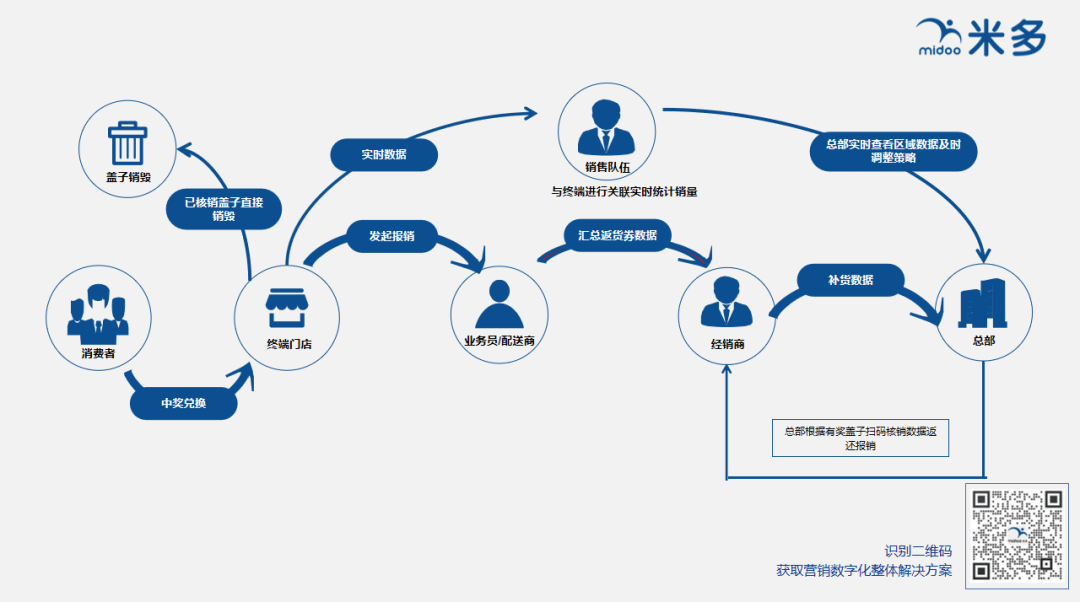 midoo 米多
盖子销毁
已核销盖子直接
销毁
实时数据
销售队伍
与终端进行关联实时统计销量
总部实时查看区域数据及时
调整策略
发起报销
汇总返货券数据
补货数据
消费者
终端门店
业务员/配送商
经销商
总部
中奖兑换
总部根据有奖盖子扫码核销数据返
还报销
识别二维码
获取营销数字化整体解决方案